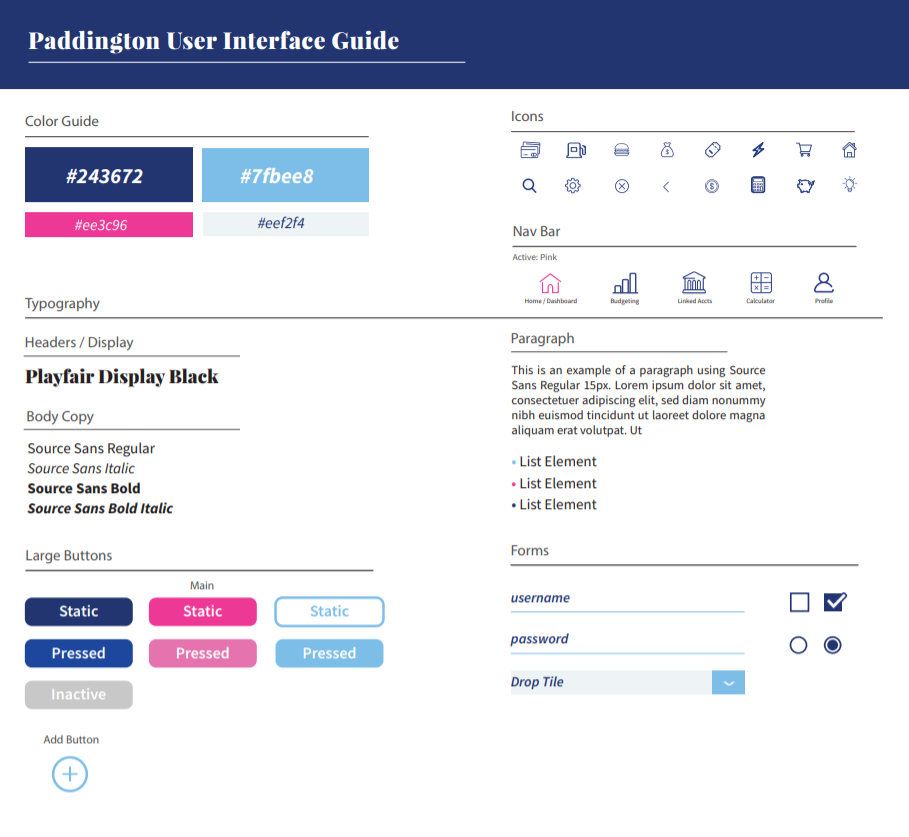 Paddington User Interface Guide
Color Guide
#243672
#7fbee8
#ee3c96
#eef2f4
Icons
Nav Bar
Active: Pink
Home / Dashboard
Budgeting
Linked Accts
Calculator
Profile
Typography
Headers / Display
Playfair Display Black
Body Copy
Source Sans Regular
Source Sans Italic
Source Sans Bold
Source Sans Bold Italic
Paragraph
This is an example of a paragraph using Source
Sans Regular 15px. Lorem ipsum dolor sit amet,
consectetuer adipiscing elit, sed diam nonummy
nibh euismod tincidunt ut laoreet dolore magna
aliquam erat volutpat. Ut
• List Element
• List Element
• List Element
Large Buttons
Main
Static
Static
Static
Pressed
Pressed
Pressed
Inactive
Add Button
Forms
username
password
Drop Tile